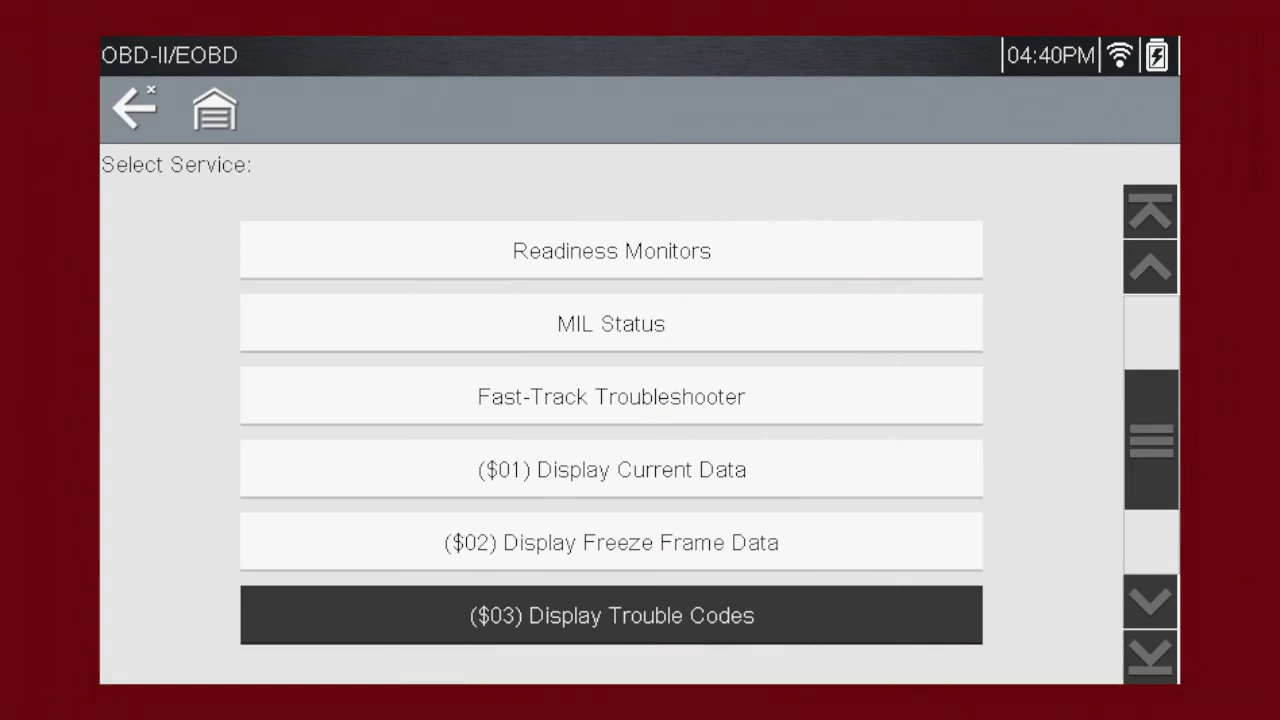 OBD-II/EOBD
04:40PM
Select Service:
Readiness Monitors
MIL Status
Fast-Track Troubleshooter
($01) Display Current Data
($02) Display Freeze Frame Data
($03) Display Trouble Codes